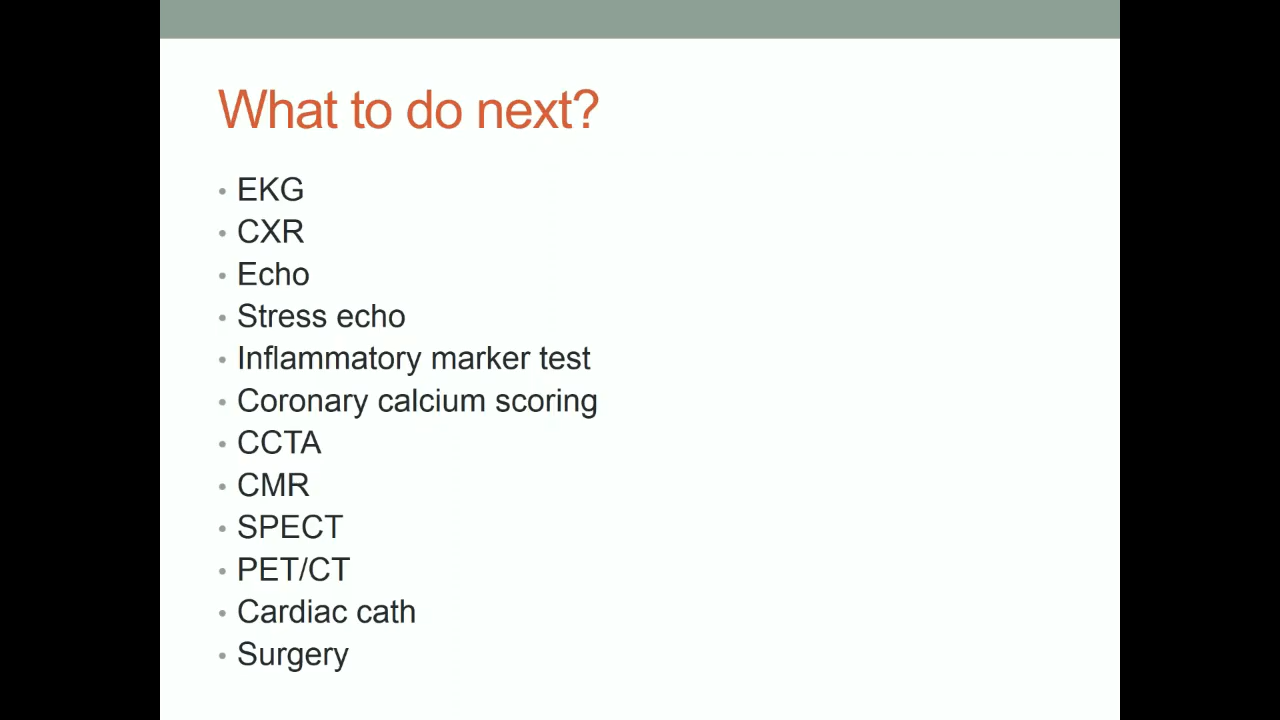 What to do next?
• EKG
• CXR
• Echo
• Stress echo
• Inflammatory marker test
• Coronary calcium scoring
• CCTA
• CMR
• SPECT
• PET/CT
• Cardiac cath
• Surgery